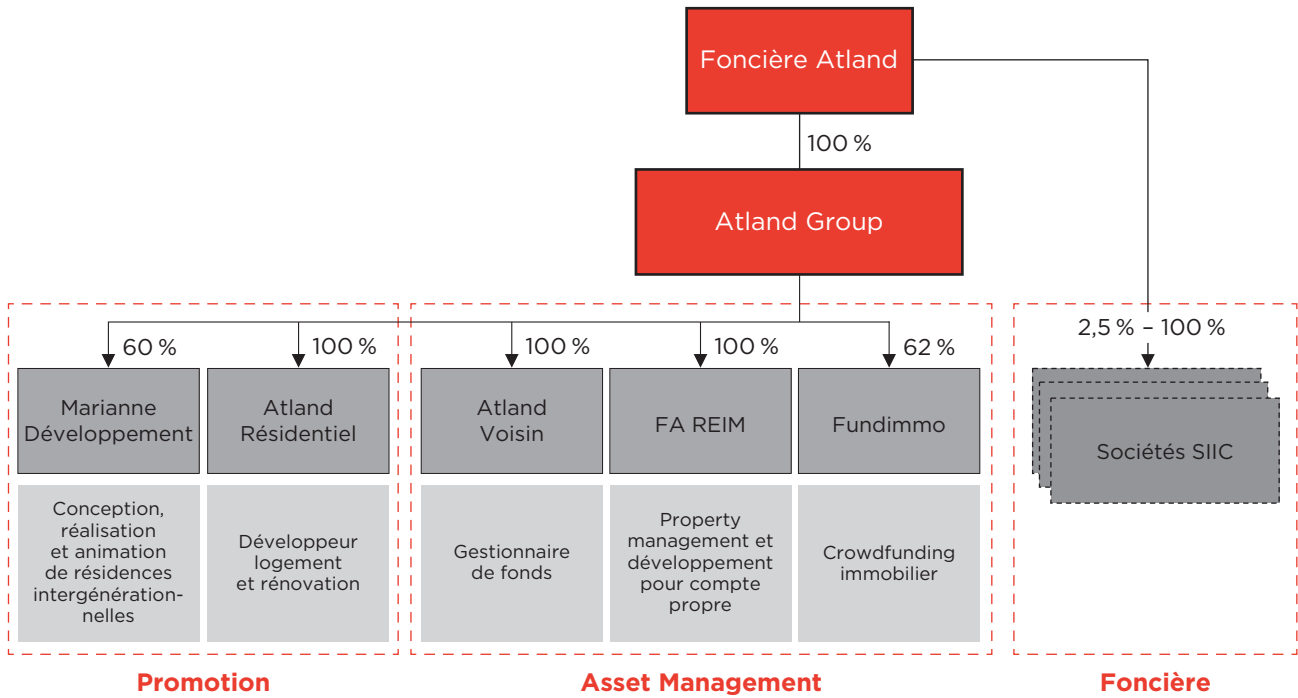 Foncière Atland
100 %
Atland Group
2,5 % – 100 %
60 %
100 %
100 %
100 %
62 %
Marianne
Développement
Atland
Résidentiel
Atland
Voisin
FA REIM
Fundimmo
Sociétés SIIC
Conception,
réalisation
et animation
de résidences
intergénération-
nelles
Développeur
logement
et rénovation
Gestionnaire
de fonds
Property
management et
développement
pour compte
propre
Crowdfunding
immobilier
Promotion
Asset Management
Foncière